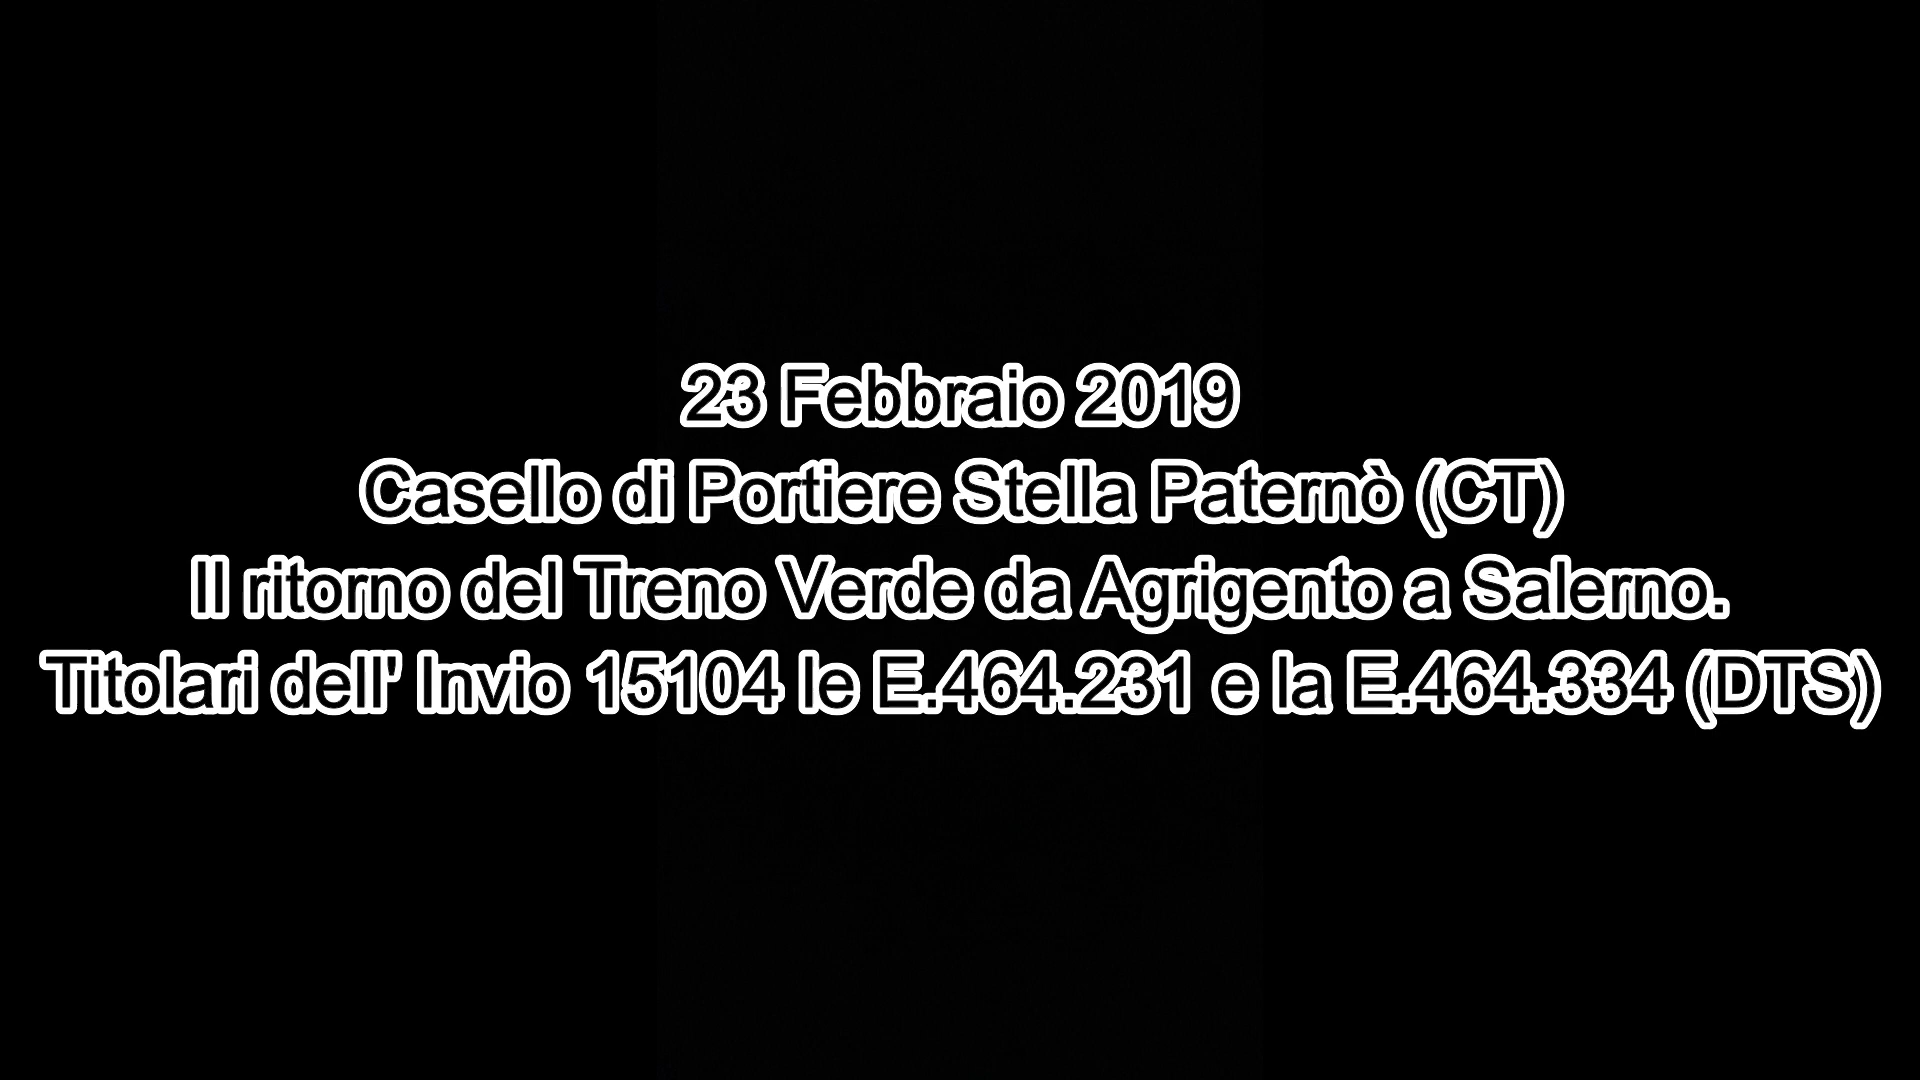 23 Febbraio 2019
Casello di Portiere Stella Paternò (CT)
Il ritorno del Treno Verde da Agrigento a Salerno.
Titolari dell' Invio 15104 le E.464.231 e la E.464.334 (DTS)